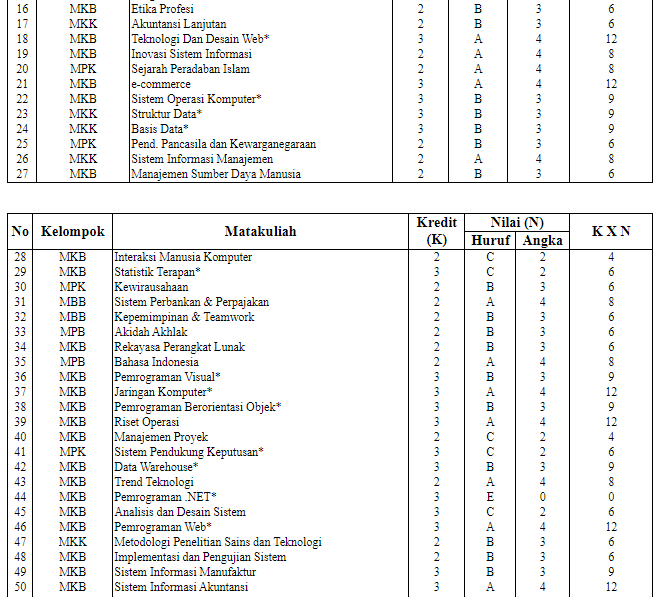 16 MKB Etika Profesi 2 B 3 6
17 MKK Akuntansi Lanjutan 2 B 3 6
18 MKB Teknologi Dan Desain Web* 3 A 4 12
19 MKB Inovasi Sistem Informasi 2 A 4 8
20 MPK Sejarah Peradaban Islam 2 A 4 8
21 MKB e-commerce 3 A 4 12
22 MKB Sistem Operasi Komputer* 3 B 3 9
23 MKK Struktur Data* 3 B 3 9
24 MKK Basis Data* 3 B 3 9
25 MPK Pend. Pancasila dan Kewarganegaraan 2 B 3 6
26 MKK Sistem Informasi Manajemen 2 A 4 8
27 MKB Manajemen Sumber Daya Manusia 2 B 3 6
No Kelompok Matakuliah Kredit (K) Nilai (N) K X N
Huruf Angka
28 MKB Interaksi Manusia Komputer 2 C 2 4
29 MKB Statistik Terapan* 3 C 2 6
30 MPK Kewirausahaan 2 B 3 6
31 MBB Sistem Perbankan & Perpajakan 2 A 4 8
32 MBB Kepemimpinan & Teamwork 2 B 3 6
33 MPB Akidah Akhlak 2 B 3 6
34 MKB Rekayasa Perangkat Lunak 2 B 3 6
35 MPB Bahasa Indonesia 2 A 4 8
36 MKB Pemrograman Visual* 3 B 3 9
37 MKB Jaringan Komputer* 3 A 4 12
38 MKB Pemrograman Berorientasi Objek* 3 B 3 9
39 MKB Riset Operasi 3 A 4 12
40 MKB Manajemen Proyek 2 C 2 4
41 MPK Sistem Pendukung Keputusan* 3 C 2 6
42 MKB Data Warehouse* 3 B 3 9
43 MKB Trend Teknologi 2 A 4 8
44 MKB Pemrograman .NET* 3 E 0 0
45 MKB Analisis dan Desain Sistem 3 C 2 6
46 MKB Pemrograman Web* 3 A 4 12
47 MKK Metodologi Penelitian Sains dan Teknologi 2 B 3 6
48 MKB Implementasi dan Pengujian Sistem 2 B 3 6
49 MKB Sistem Informasi Manufaktur 3 B 3 9
50 MKB Sistem Informasi Akuntansi 3 A 4 12